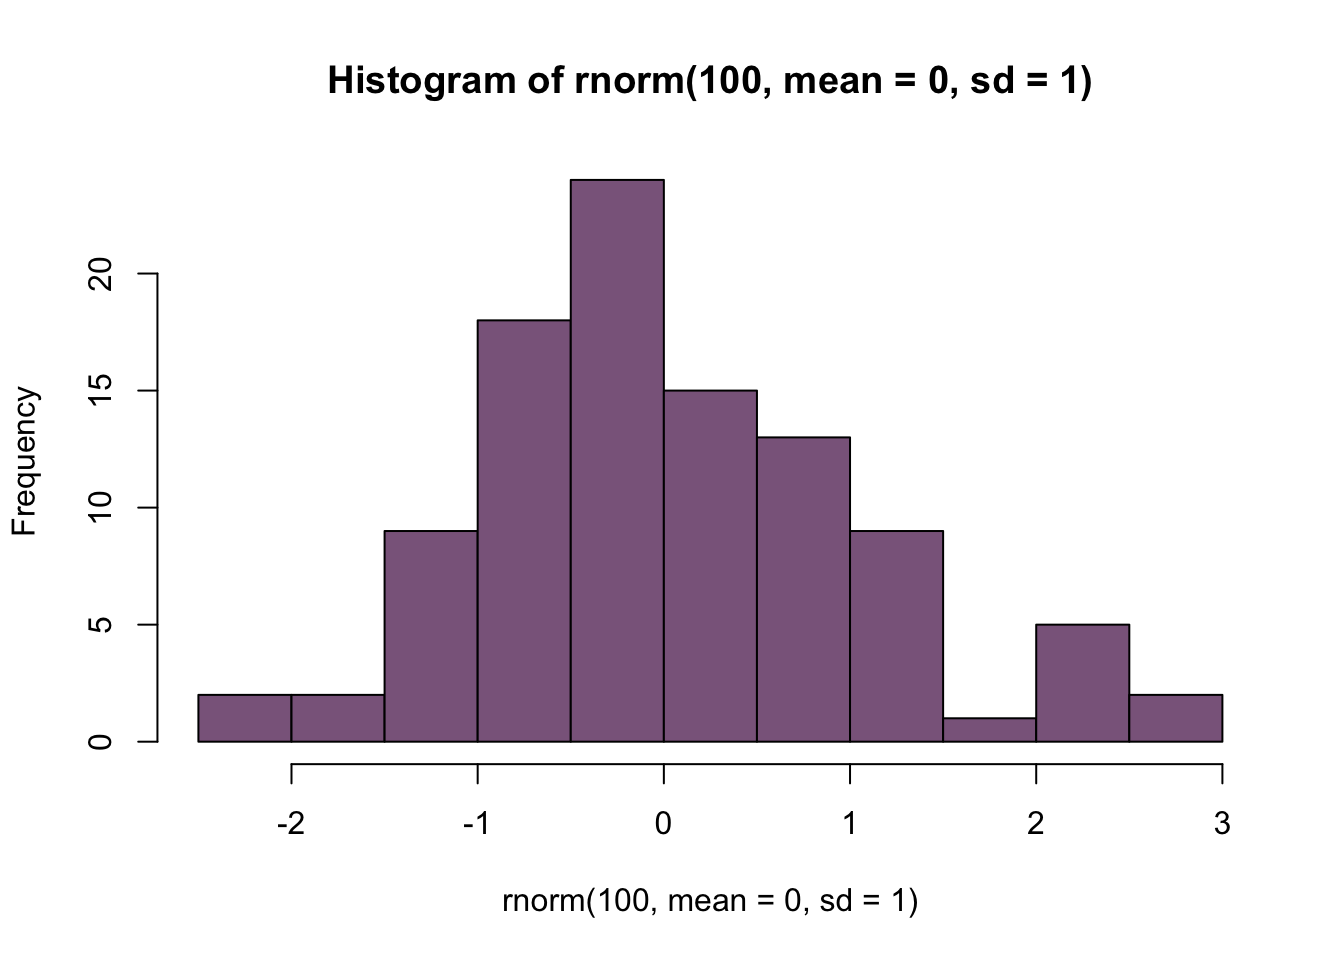 Histogram of rnorm(100, mean = 0, sd = 1)
Frequency
20
15
10
5
0
-2 -1 0 1 2 3
rnorm(100, mean = 0, sd = 1)